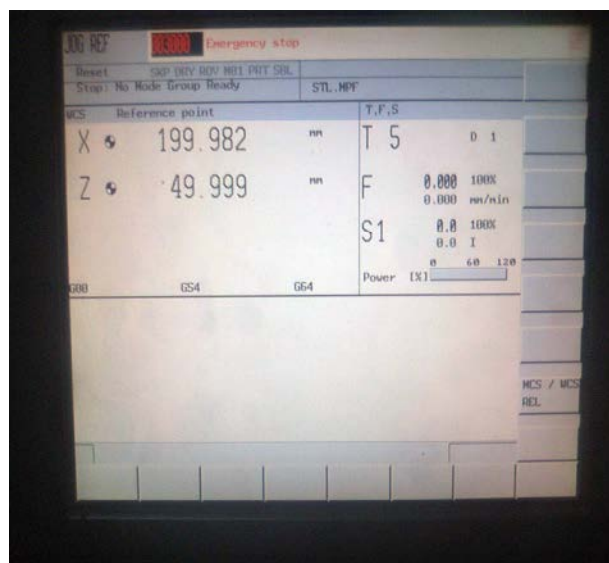 JOG REF 003000 Emergency stop
Reset SKP DRY ROV M01 PRT SBL
Stop: No Mode Group Ready STL.MPF
WCS Reference point T,F,S
X 199.982 mm T 5 D 1
Z 49.999 mm F 0.000 100%
0.000 mm/min
S1 0.0 100%
0.0 I
0 60 120
Power [%]
G00 G54 G64
MCS / WCS
REL